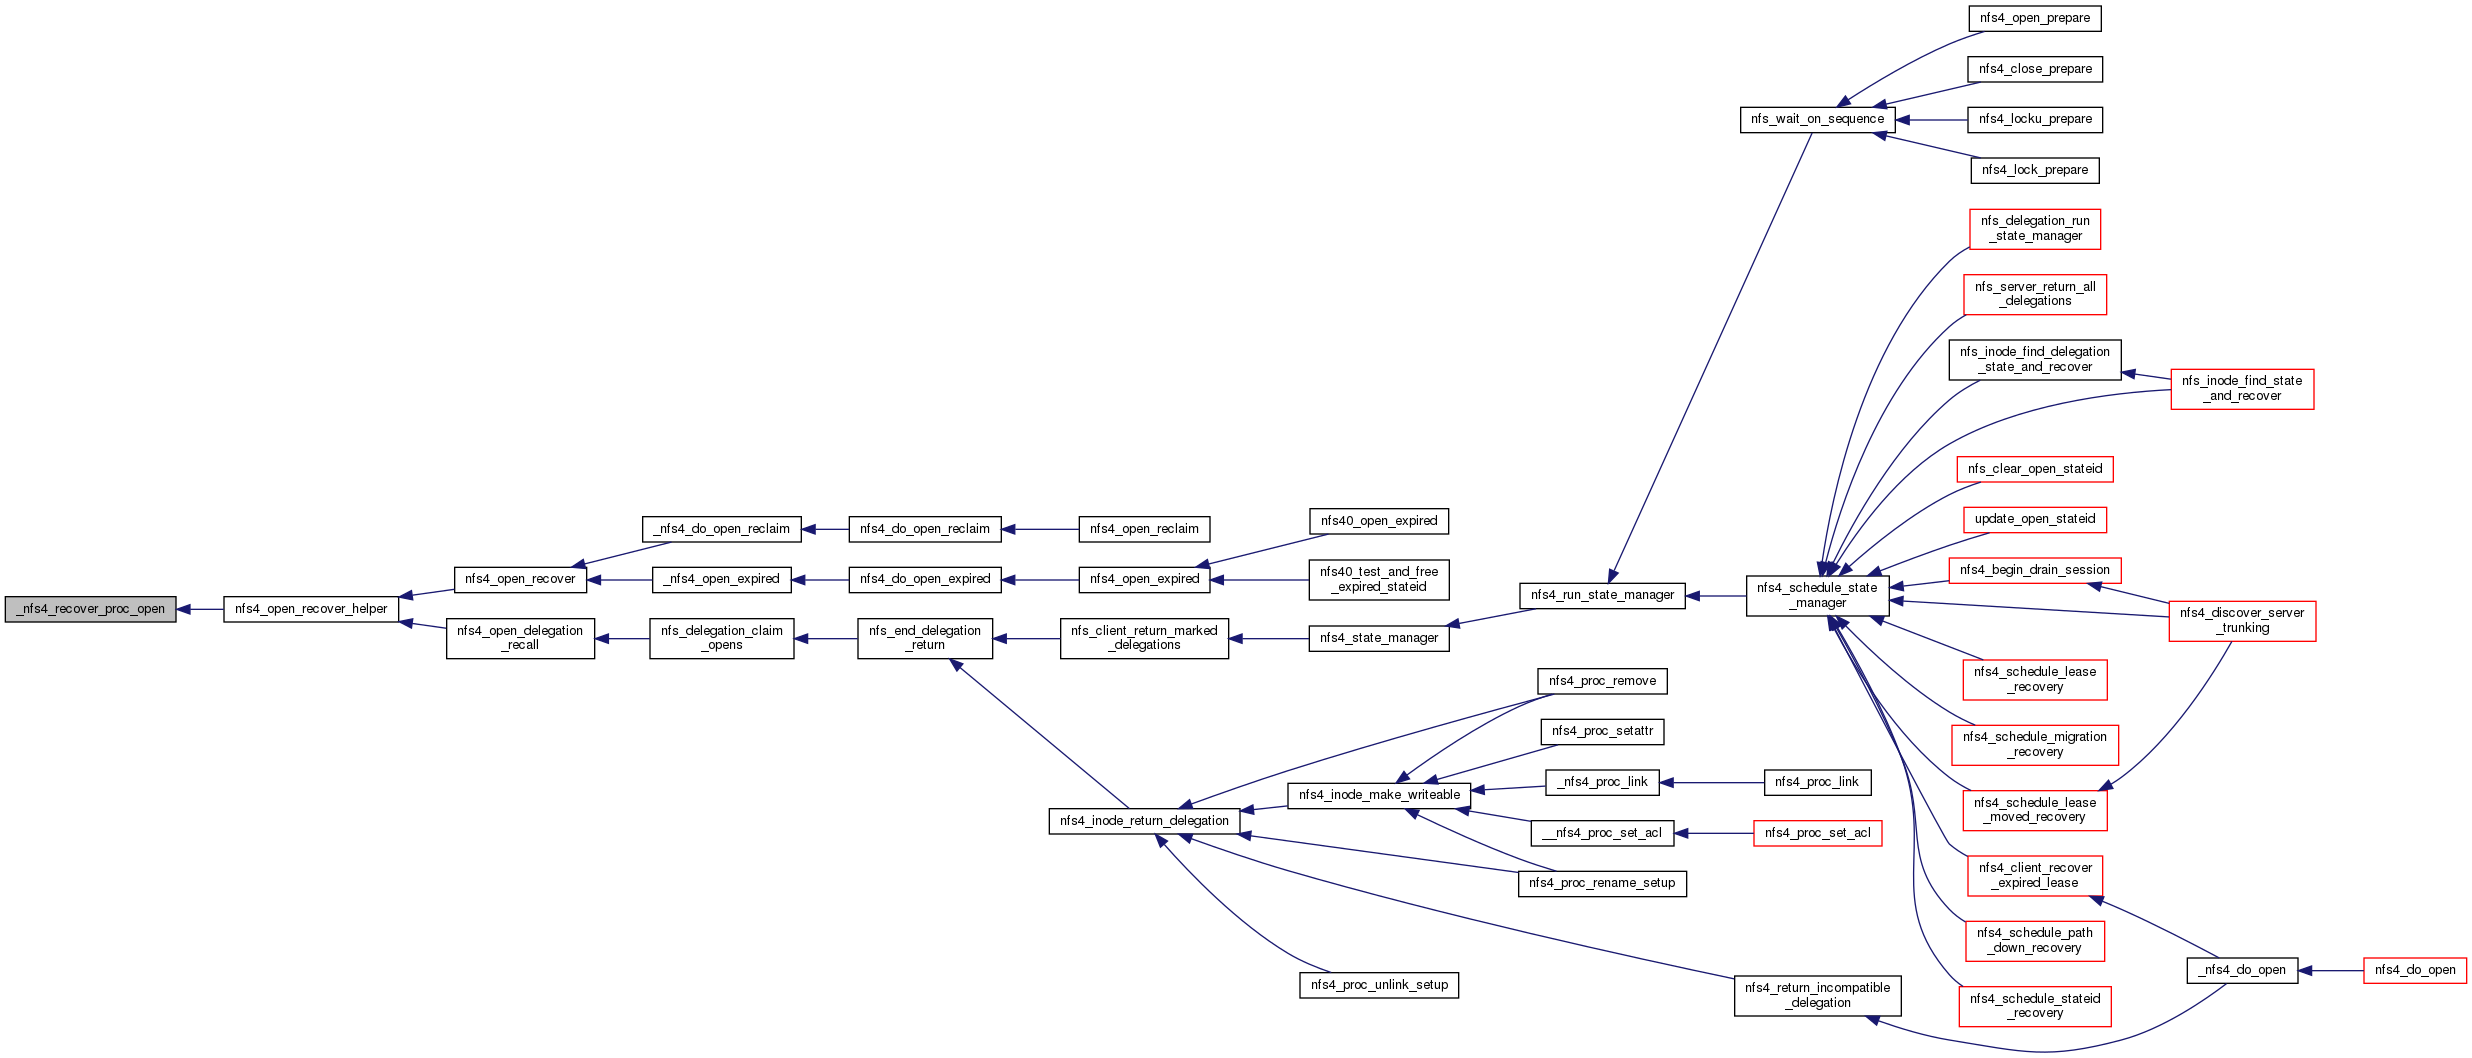 nfs4_open_prepare
nfs4_close_prepare
nfs_wait_on_sequence
nfs4_locku_prepare
nfs4_lock_prepare
nfs_delegation_run
_state_manager
nfs_server_return_all
_delegations
nfs_inode_find_delegation
_state_and_recover
nfs_inode_find_state
_and_recover
nfs_clear_open_stateid
update_open_stateid
_nfs4_do_open_reclaim
nfs4_do_open_reclaim
nfs4_open_reclaim
nfs40_open_expired
nfs4_open_recover
_nfs4_open_expired
nfs4_do_open_expired
nfs4_open_expired
nfs40_test_and_free
_expired_stateid
nfs4_begin_drain_session
_nfs4_recover_proc_open
nfs4_open_recover_helper
nfs4_run_state_manager
nfs4_schedule_state
_manager
nfs4_discover_server
_trunking
nfs4_open_delegation
_recall
nfs_delegation_claim
_opens
nfs_end_delegation
_return
nfs_client_return_marked
_delegations
nfs4_state_manager
nfs4_schedule_lease
_recovery
nfs4_proc_remove
nfs4_proc_setattr
nfs4_schedule_migration
_recovery
nfs4_inode_make_writeable
_nfs4_proc_link
nfs4_proc_link
nfs4_schedule_lease
_moved_recovery
nfs4_inode_return_delegation
__nfs4_proc_set_acl
nfs4_proc_set_acl
nfs4_proc_rename_setup
nfs4_client_recover
_expired_lease
nfs4_schedule_path
_down_recovery
_nfs4_do_open
nfs4_do_open
nfs4_proc_unlink_setup
nfs4_return_incompatible
_delegation
nfs4_schedule_stateid
_recovery